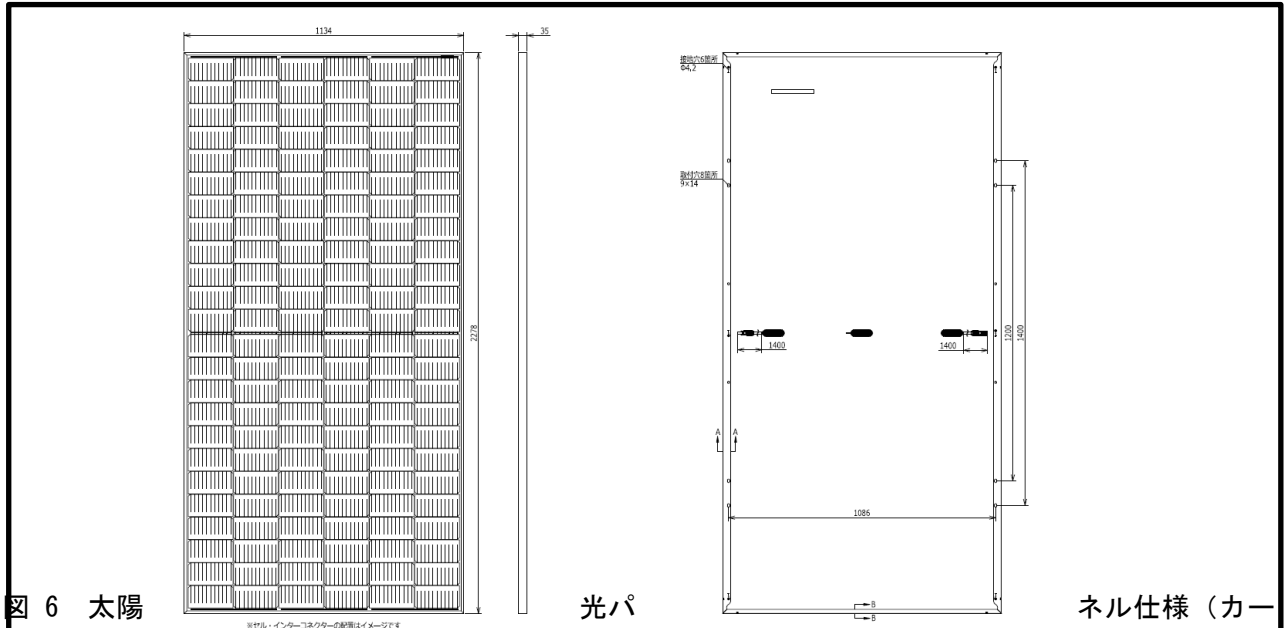 1134
35
2278
※セル・インターコネクターの配置はイメージです
接地穴6箇所
Φ4,2
取付穴8箇所
9×14
1400
1400
1200
1400
A A
1086
B
B
図 6 太陽 光パ ネル仕様（カー